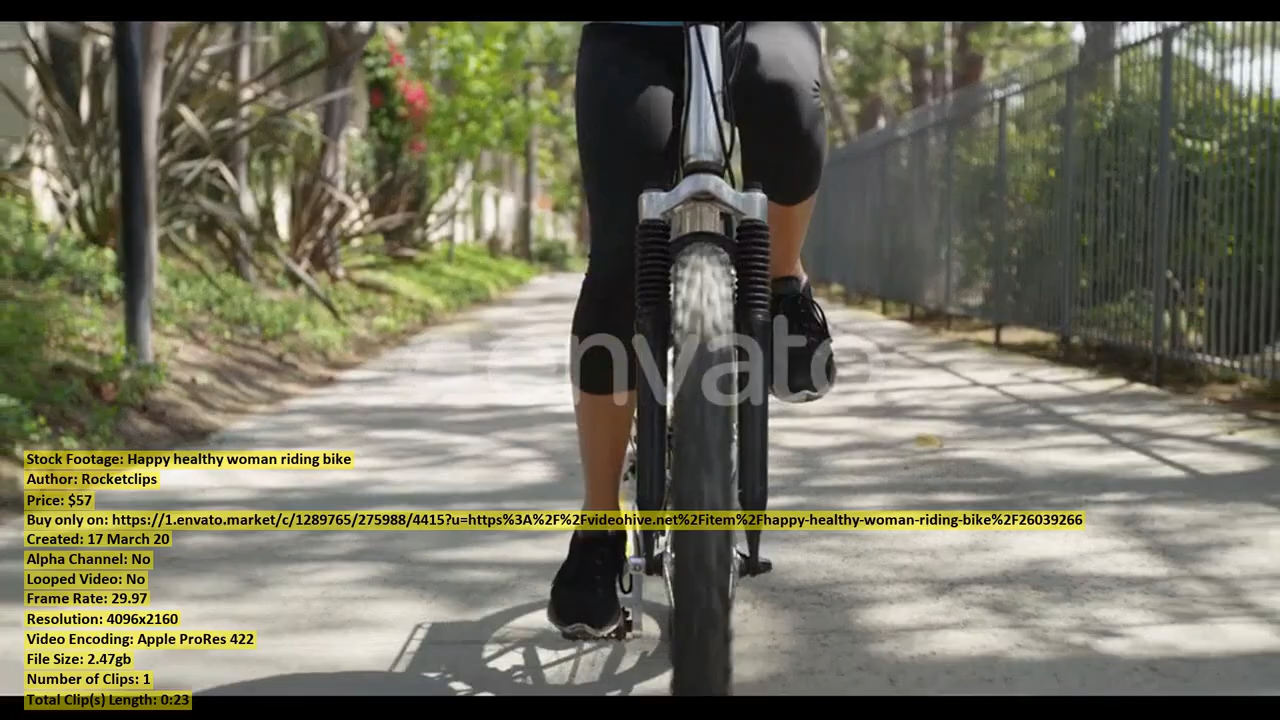 envato
Stock Footage: Happy healthy woman riding bike
Author: Rocketclips
Price: $57
Buy only on: https://1.envato.market/c/1289765/275988/4415?u=https%3A%2F%2Fvideohive.net%2Fitem%2Fhappy-healthy-woman-riding-bike%2F26039266
Created: 17 March 20
Alpha Channel: No
Looped Video: No
Frame Rate: 29.97
Resolution: 4096x2160
Video Encoding: Apple ProRes 422
File Size: 2.47gb
Number of Clips: 1
Total Clip(s) Length: 0:23